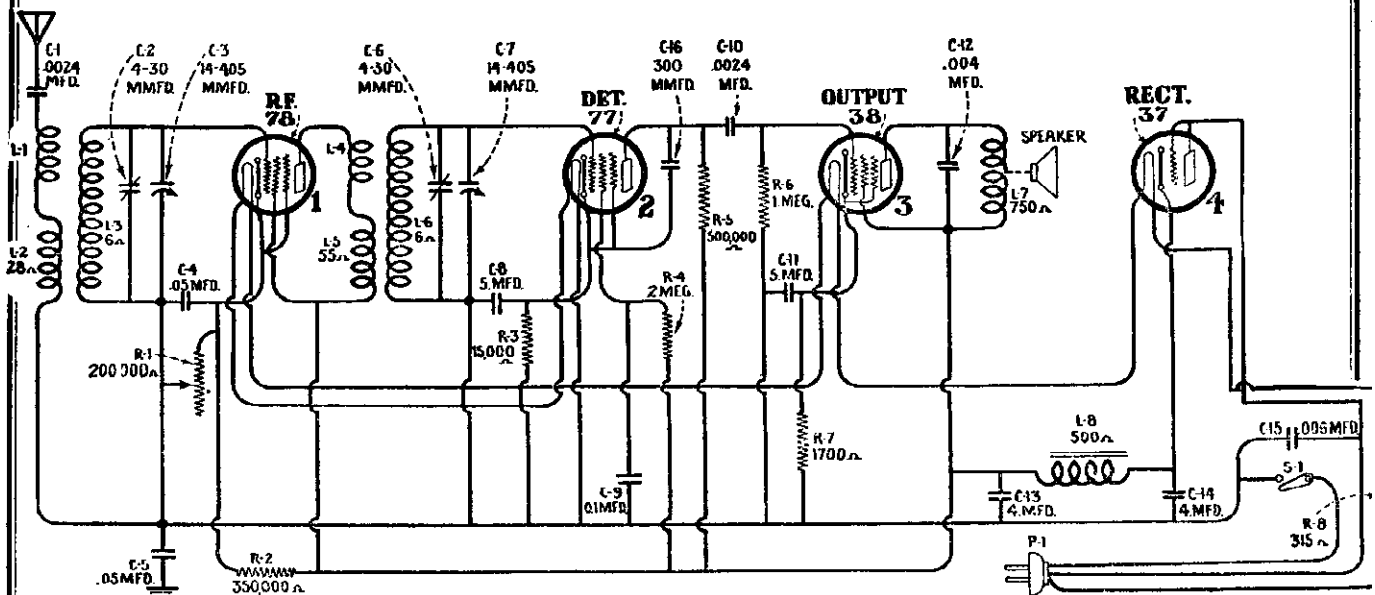 C-1
.0024
MFD.
C-2
4-30
MMFD.
C-3
14-405
MMFD.
C-6
4-30
MMFD.
C-7
14-405
MMFD.
C-16
300
MMFD.
C-10
.0024
MFD.
C-12
.004
MFD.
RF.
78
DET.
77
OUTPUT
38
RECT.
37
SPEAKER
L-1
L-4
1
2
3
4
L-2
28Ω
L-3
6Ω
L-5
55Ω
L-6
6Ω
R-5
500,000
Ω
R-6
1 MEG.
L-7
750Ω
C-4
.05 MFD.
C-8
.5 MFD.
R-4
2 MEG.
C-11
.5 MFD.
R-1
200 000Ω
R-3
15,000
Ω
R-7
1700Ω
L-8
500Ω
C-15
.006 MFD.
S-1
C-9
0.1 MFD.
C-13
4. MFD.
C-14
4. MFD.
R-8
315Ω
P-1
C-5
.05 MFD.
R-2
350,000Ω